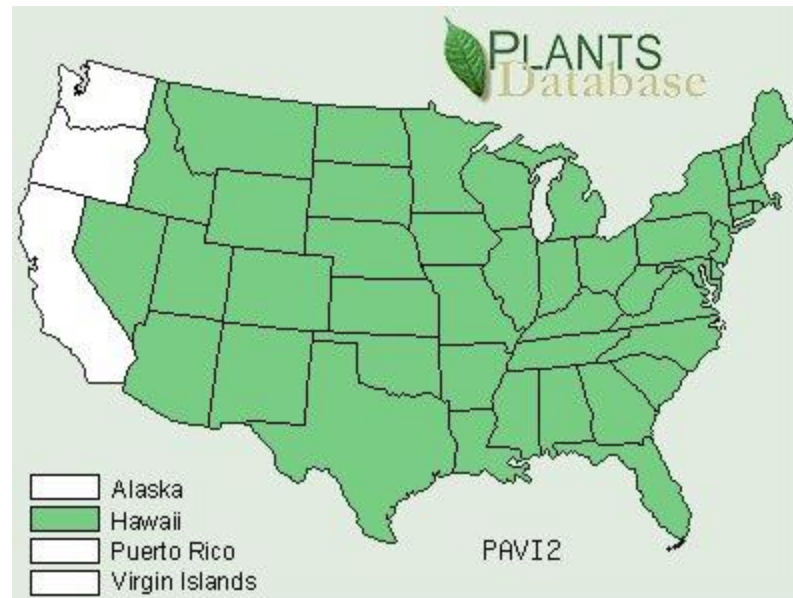 PLANTS
Database
Alaska
Hawaii
Puerto Rico
Virgin Islands
PAVI2